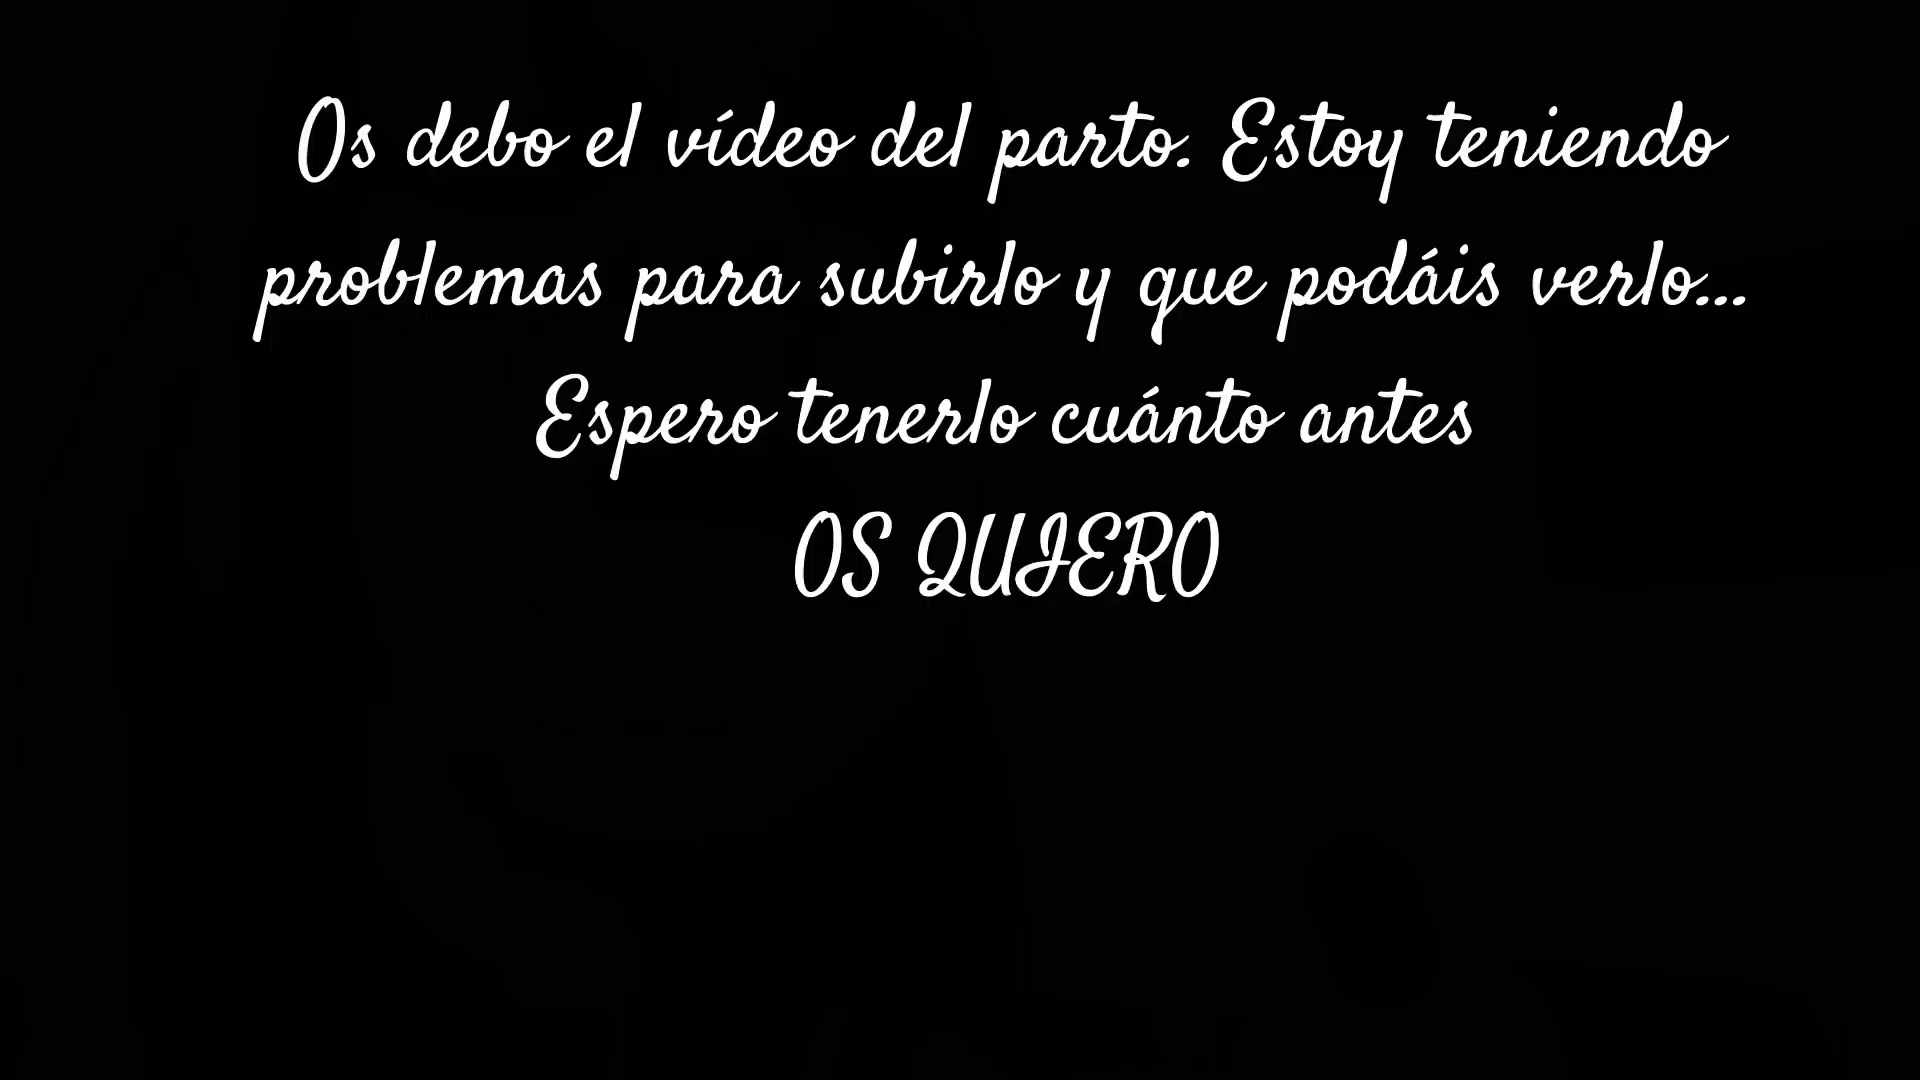 Os debo el vídeo del parto. Estoy teniendo
problemas para subirlo y que podáis verlo...
Espero tenerlo cuánto antes
OS QUIERO